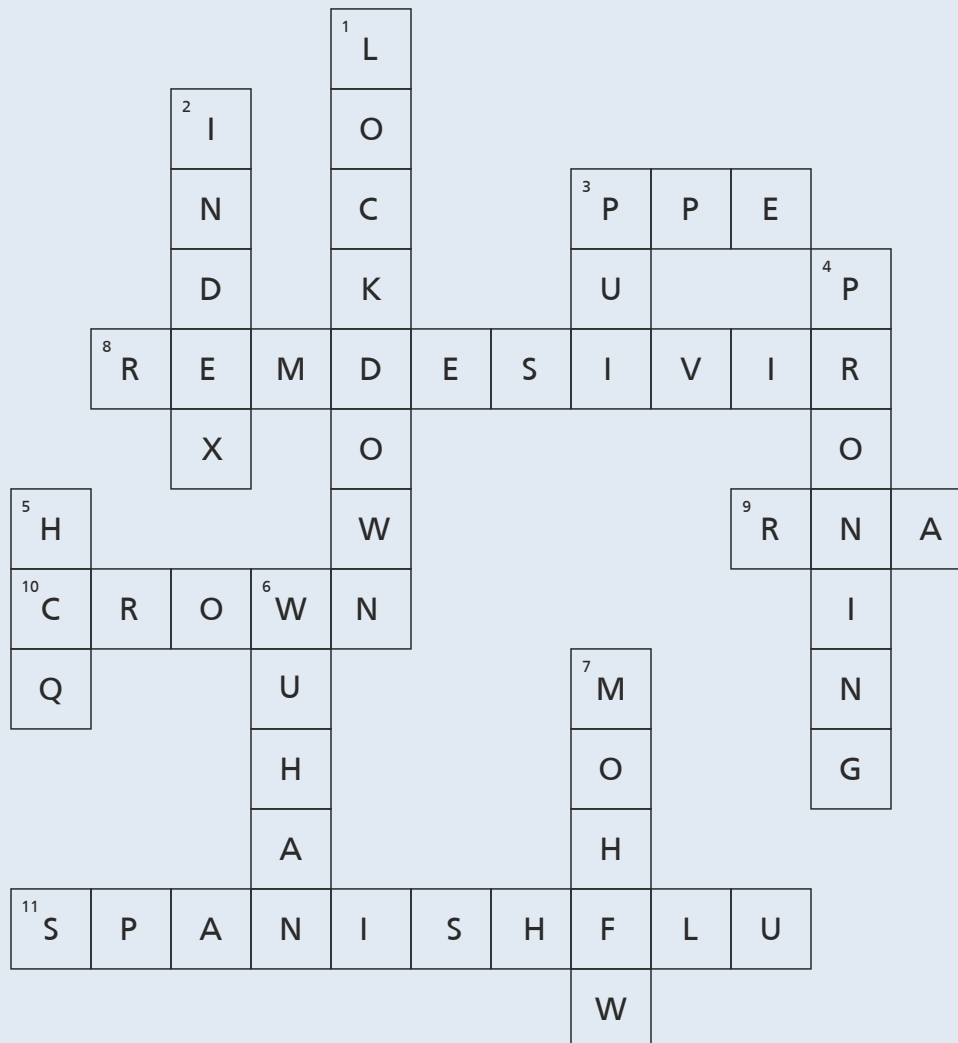 1 L
2 I O
N C 3 P P E
D K U 4 P
8 R E M D E S I V I R
X O O
5 H W 9 R N A
10 C R O 6 W N I
Q U 7 M N
H O G
A H
11 S P A N I S H F L U
W